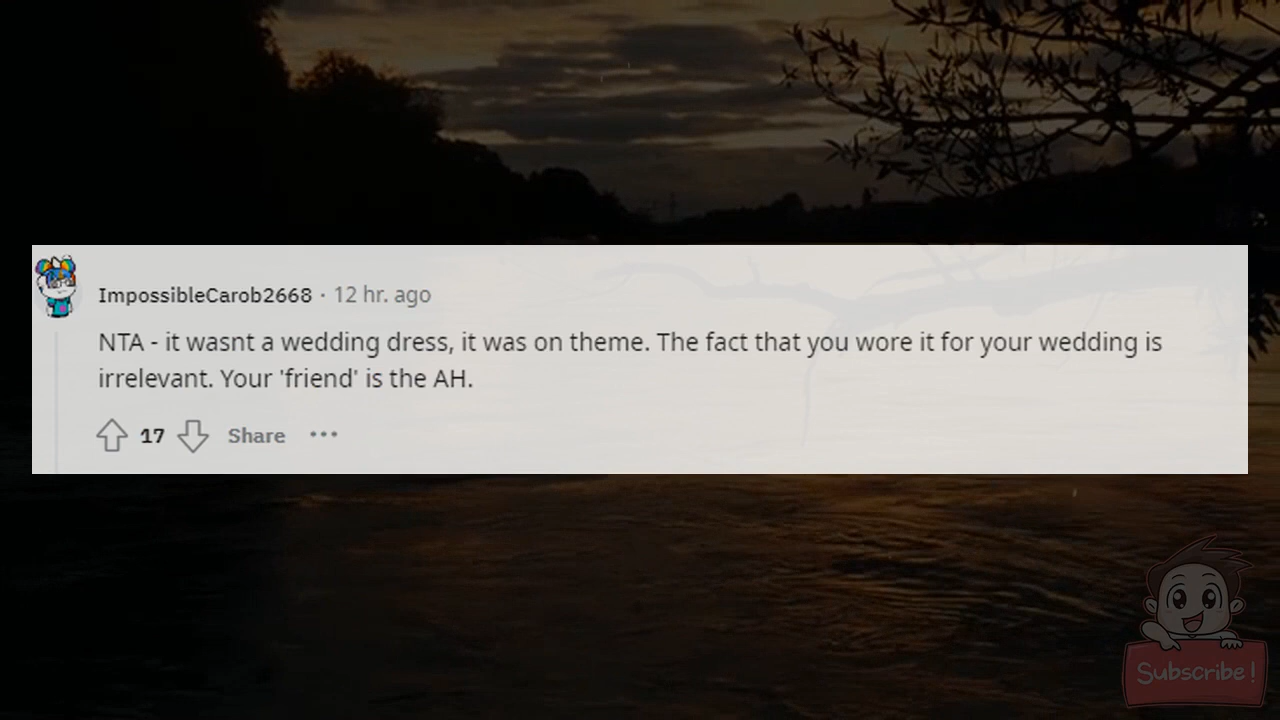 ImpossibleCarob2668 · 12 hr. ago
NTA - it wasnt a wedding dress, it was on theme. The fact that you wore it for your wedding is
irrelevant. Your 'friend' is the AH.
17 Share ...
Subscribe!